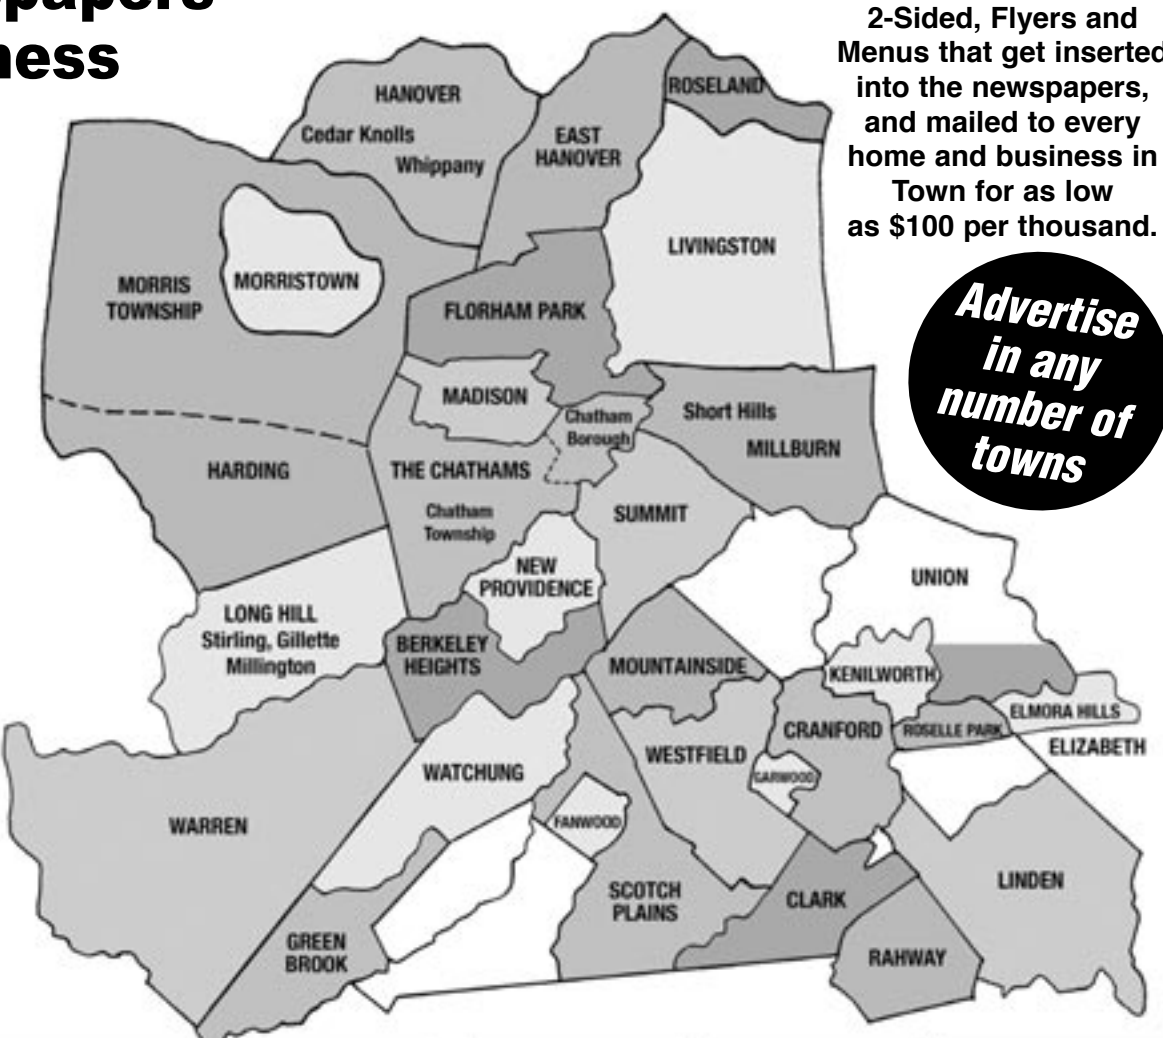 ness
2-Sided, Flyers and
Menus that get inserted
into the newspapers,
and mailed to every
home and business in
Town for as low
as $100 per thousand.
Advertise
in any
number of
towns
HANOVER
Cedar Knolls
Whippany
EAST
HANOVER
ROSELAND
LIVINGSTON
MORRIS
TOWNSHIP
MORRISTOWN
FLORHAM PARK
MADISON
Chatham
Borough
Short Hills
MILLBURN
HARDING
THE CHATHAMS
Chatham
Township
SUMMIT
NEW
PROVIDENCE
UNION
LONG HILL
Stirling, Gillette
Millington
BERKELEY
HEIGHTS
MOUNTAINSIDE
KENILWORTH
ELMORA HILLS
CRANFORD
ROSELLE PARK
ELIZABETH
WESTFIELD
GARWOOD
WATCHUNG
WARREN
FANWOOD
SCOTCH
PLAINS
CLARK
LINDEN
GREEN
BROOK
RAHWAY